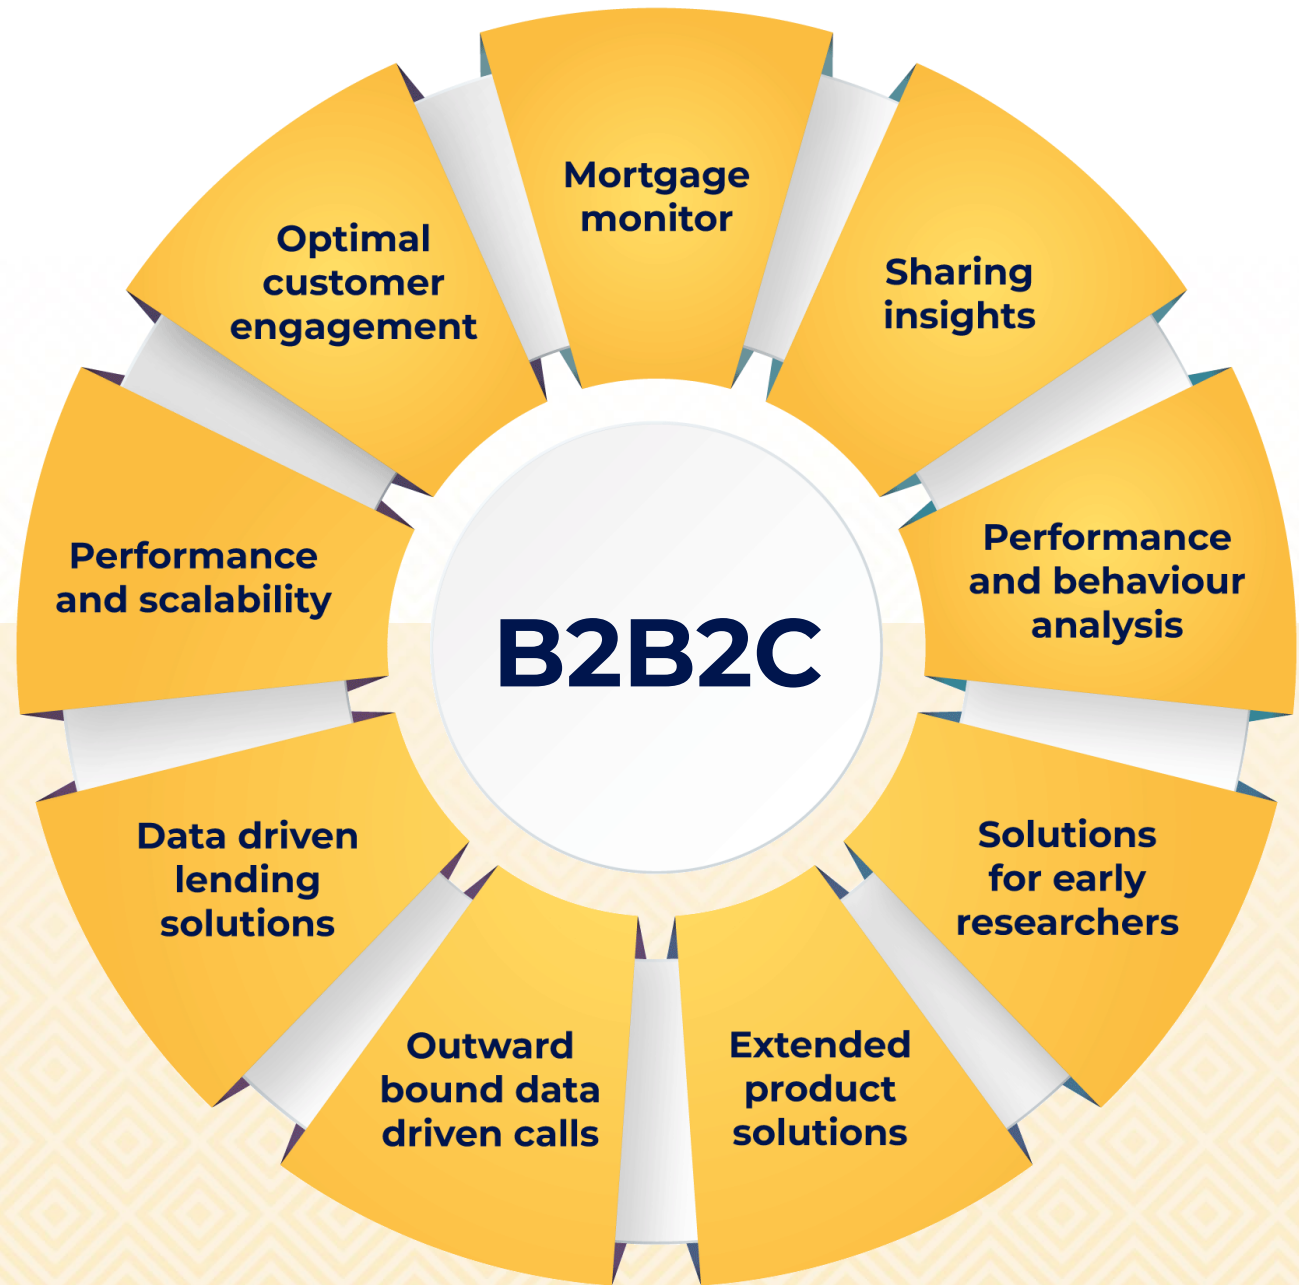 Mortgage
monitor
Sharing
insights
Performance
and behaviour
analysis
Solutions
for early
researchers
Extended
product
solutions
Outward
bound data
driven calls
Data driven
lending
solutions
Performance
and scalability
Optimal
customer
engagement
B2B2C